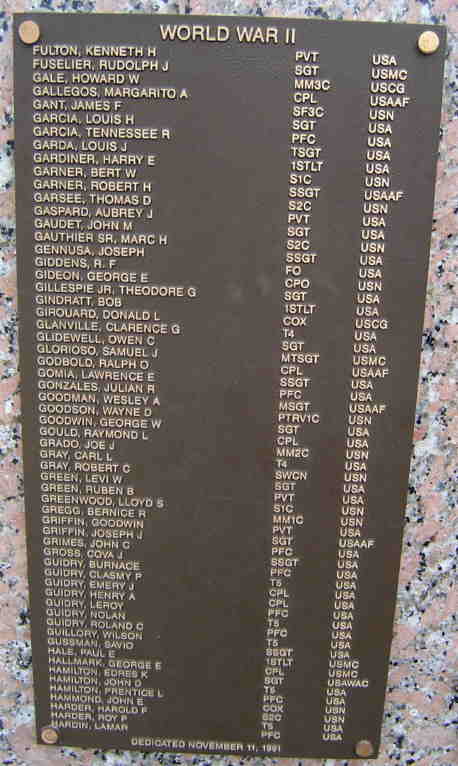 WORLD WAR II
FULTON, KENNETH H PVT USA
FUSELIER, RUDOLPH J SGT USMC
GALE, HOWARD W MM3C USCG
GALLEGOS, MARGARITO A CPL USAAF
GANT, JAMES F SF3C USN
GARCIA, LOUIS H SGT USA
GARCIA, TENNESSEE R PFC USA
GARDA, LOUIS J TSGT USA
GARDINER, HARRY E 1STLT USA
GARNER, BERT W S1C USN
GARNER, ROBERT H SSGT USAAF
GARSEE, THOMAS D S2C USN
GASPARD, AUBREY J PVT USA
GAUDET, JOHN M SGT USA
GAUTHIER SR, MARC H S2C USN
GENNUSA, JOSEPH SSGT USA
GIDDENS, R. F FO USA
GIDEON, GEORGE E CPO USN
GILLESPIE JR, THEODORE G SGT USA
GINDRATT, BOB 1STLT USA
GIROUARD, DONALD L COX USCG
GLANVILLE, CLARENCE G T4 USA
GLIDEWELL, OWEN C SGT USA
GLORIOSO, SAMUEL J MTSGT USMC
GODBOLD, RALPH O CPL USAAF
GOMIA, LAWRENCE E SSGT USA
GONZALES, JULIAN R PFC USA
GOODMAN, WESLEY A MSGT USAAF
GOODSON, WAYNE D PTRV1C USN
GOODWIN, GEORGE W SGT USA
GOULD, RAYMOND L CPL USA
GRADO, JOE J MM2C USN
GRAY, CARL L T4 USA
GRAY, ROBERT C SWCN USN
GREEN, LEVI W SGT USA
GREEN, RUBEN B PVT USA
GREENWOOD, LLOYD S S1C USN
GREGG, BERNICE R MM1C USN
GRIFFIN, GOODWIN PVT USA
GRIFFIN, JOSEPH J SGT USAAF
GRIMES, JOHN C PFC USA
GROSS, COVA J SSGT USA
GUIDRY, BURNACE PFC USA
GUIDRY, CLASMY P T5 USA
GUIDRY, EMERY J CPL USA
GUIDRY, HENRY A CPL USA
GUIDRY, LEROY PFC USA
GUIDRY, NOLAN T5 USA
GUIDRY, ROLAND C PFC USA
GUILLORY, WILSON T5 USA
GUSSMAN, SAVIO SSGT USA
HALE, PAUL E 1STLT USMC
HALLMARK, GEORGE E CPL USMC
HAMILTON, EDRES K SGT USAWAC
HAMILTON, JOHN D T5 USA
HAMILTON, PRENTICE L PFC USA
HAMMOND, JOHN E COX USN
HARDER, HAROLD F S2C USN
HARDER, ROY P T5 USA
HARDIN, LAMAR PFC USA
DEDICATED NOVEMBER 11, 1991